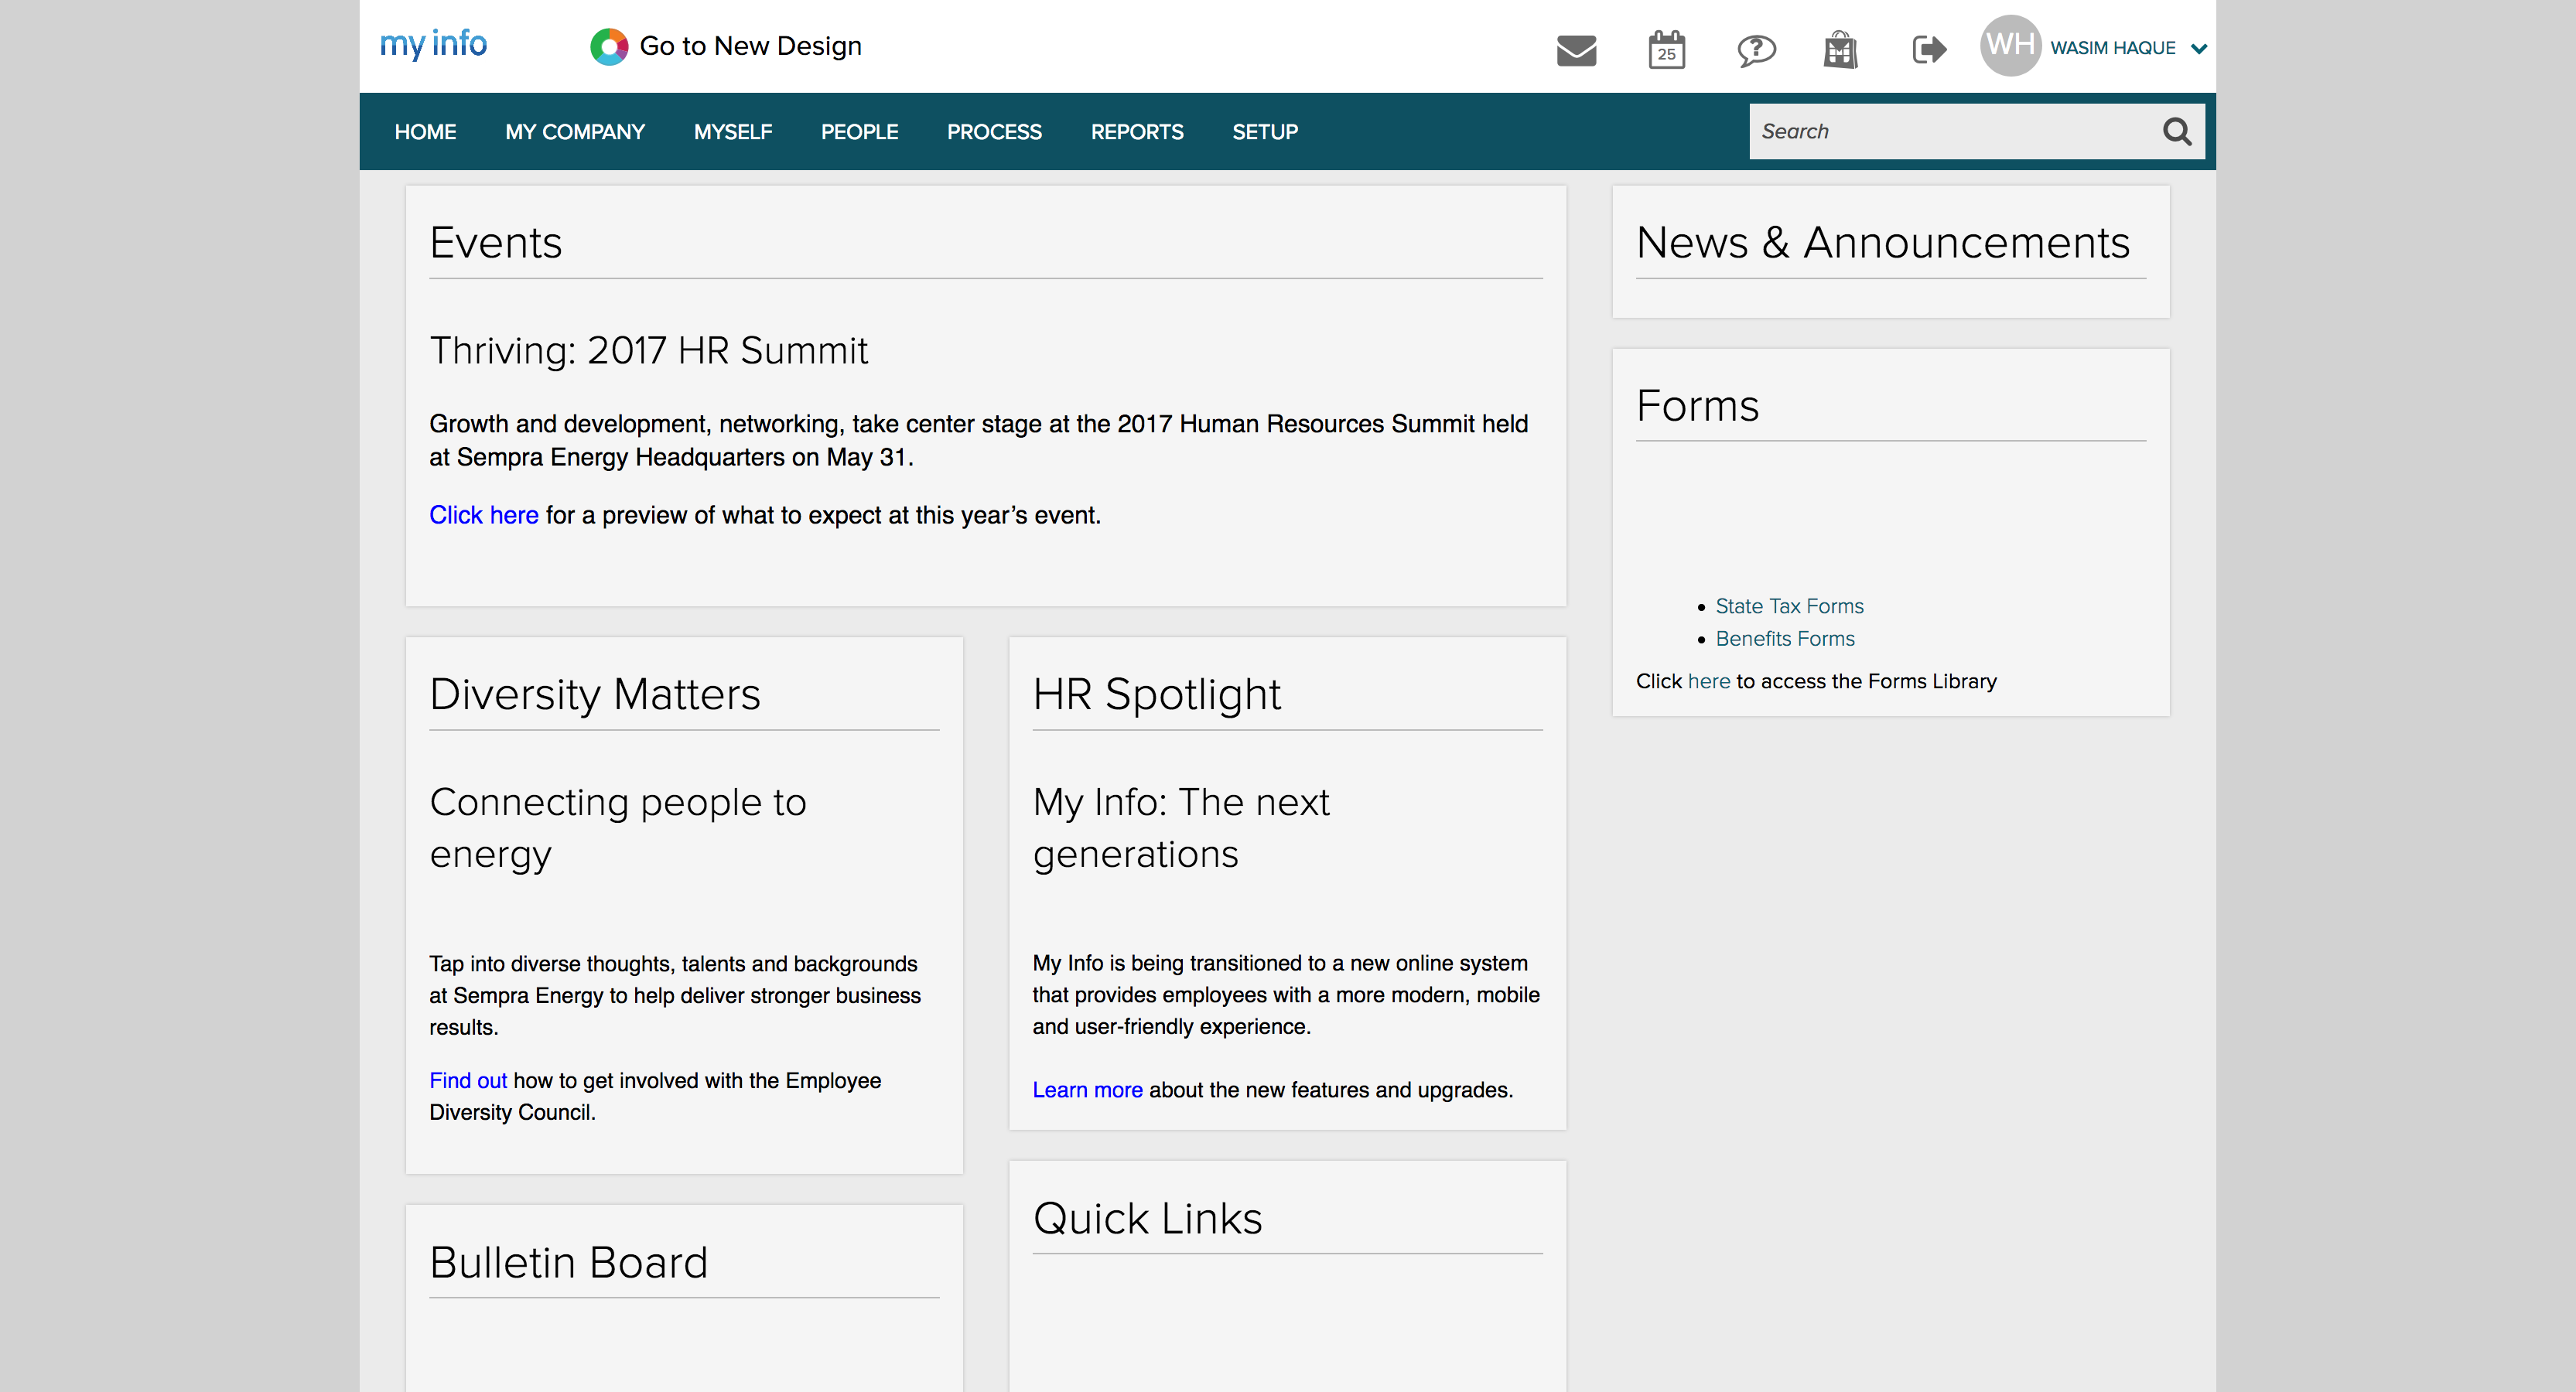 my info
Go to New Design
25
WH
WASIM HAQUE
HOME
MY COMPANY
MYSELF
PEOPLE
PROCESS
REPORTS
SETUP
Search
Events
Thriving: 2017 HR Summit
Growth and development, networking, take center stage at the 2017 Human Resources Summit held
at Sempra Energy Headquarters on May 31.
Click here for a preview of what to expect at this year’s event.
Diversity Matters
Connecting people to
energy
Tap into diverse thoughts, talents and backgrounds
at Sempra Energy to help deliver stronger business
results.
Find out how to get involved with the Employee
Diversity Council.
Bulletin Board
HR Spotlight
My Info: The next
generations
My Info is being transitioned to a new online system
that provides employees with a more modern, mobile
and user-friendly experience.
Learn more about the new features and upgrades.
Quick Links
News & Announcements
Forms
• State Tax Forms
• Benefits Forms
Click here to access the Forms Library